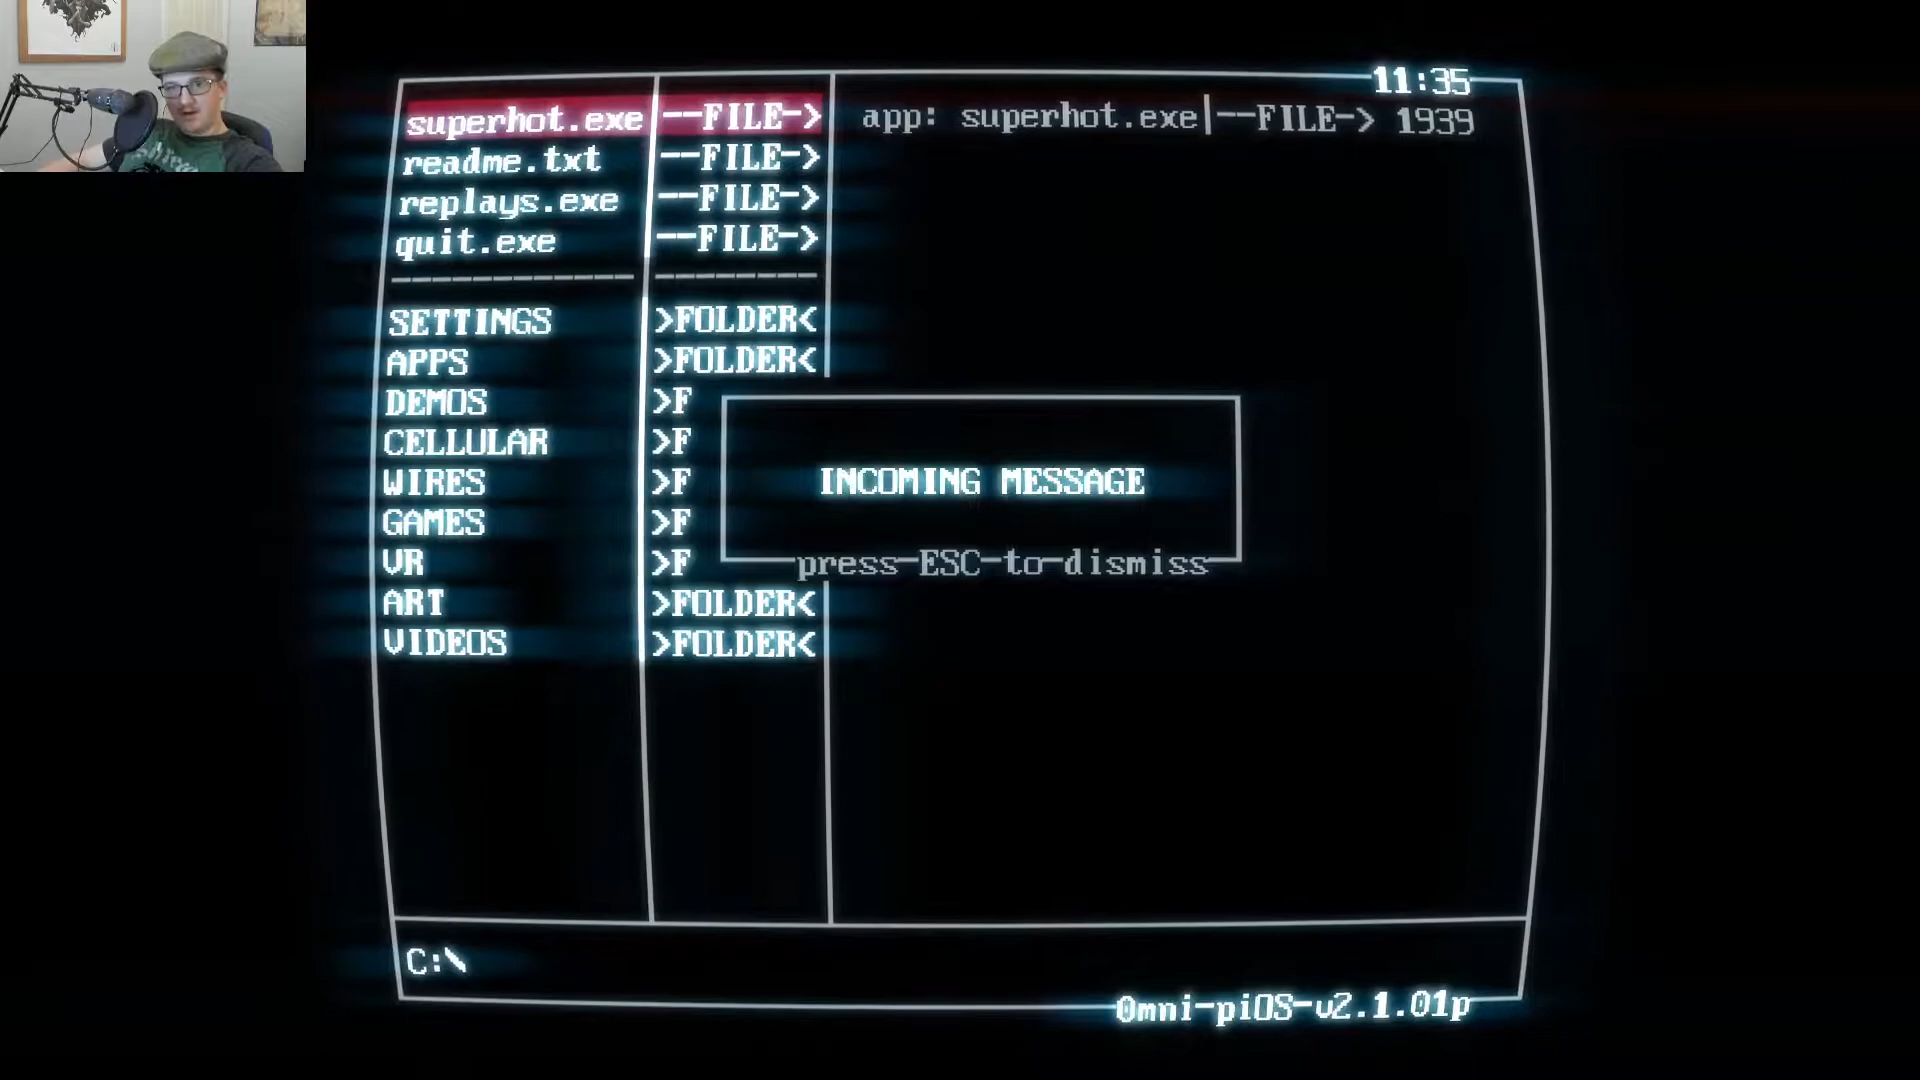 11:35
superhot.exe --FILE-> app: superhot.exe|--FILE-> 1939
readme.txt --FILE->
replays.exe --FILE->
quit.exe --FILE->
SETTINGS >FOLDER<
APPS >FOLDER<
DEMOS >F
CELLULAR >F
WIRES >F
INCOMING MESSAGE
GAMES >F
VR >F
press-ESC-to-dismiss
ART >FOLDER<
VIDEOS >FOLDER<
C:\
0mni-piOS-v2.1.01p